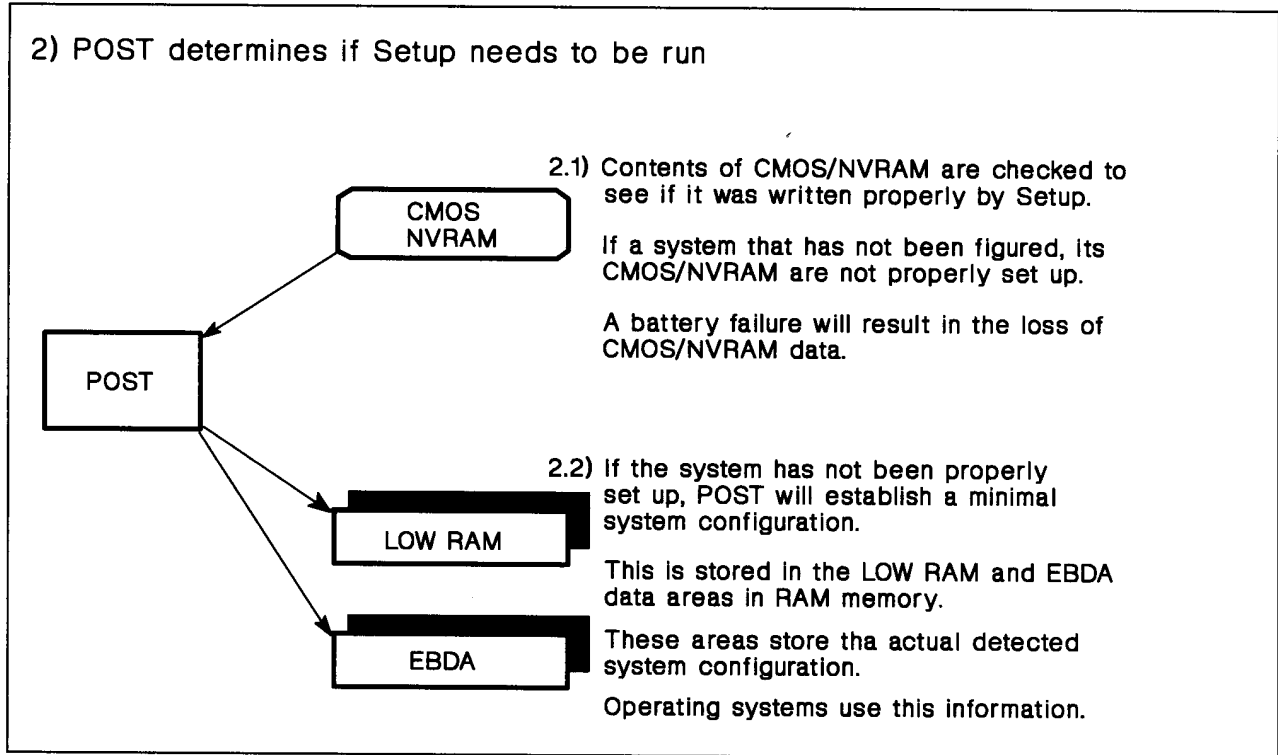 2) POST determines if Setup needs to be run
CMOS
NVRAM
2.1) Contents of CMOS/NVRAM are checked to
see if it was written properly by Setup.
If a system that has not been figured, its
CMOS/NVRAM are not properly set up.
A battery failure will result in the loss of
CMOS/NVRAM data.
POST
2.2) If the system has not been properly
set up, POST will establish a minimal
system configuration.
LOW RAM
This is stored in the LOW RAM and EBDA
data areas in RAM memory.
EBDA
These areas store tha actual detected
system configuration.
Operating systems use this information.